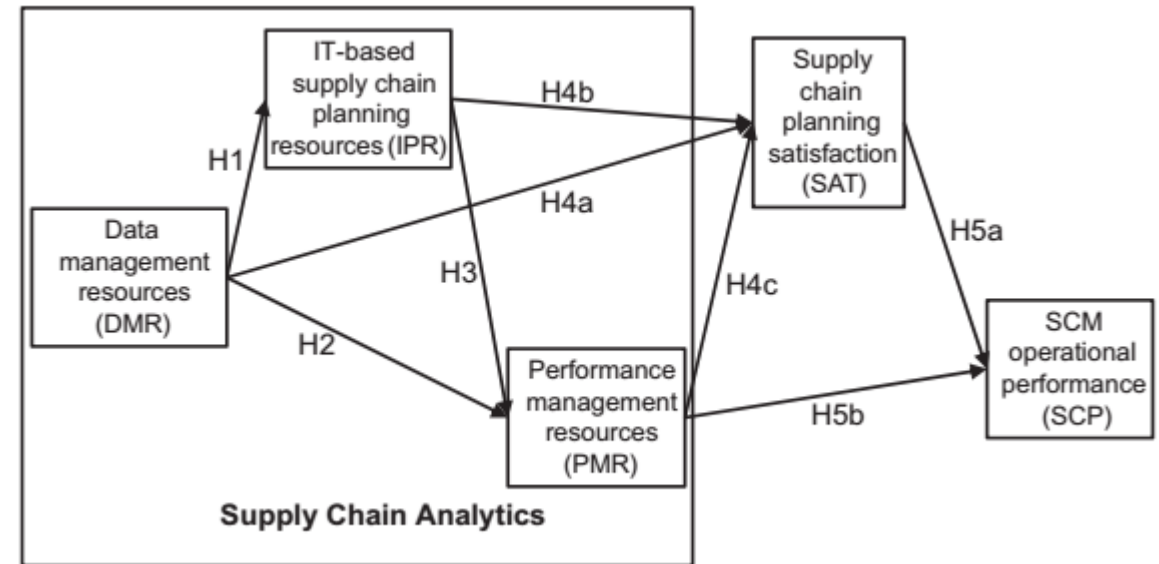 IT-based
supply chain
planning
resources (IPR)
Supply
chain
planning
satisfaction
(SAT)
H4b
H1
H4a
Data
management
resources
(DMR)
H5a
H3
H4c
H2
SCM
operational
performance
(SCP)
Performance
management
resources
(PMR)
H5b
Supply Chain Analytics